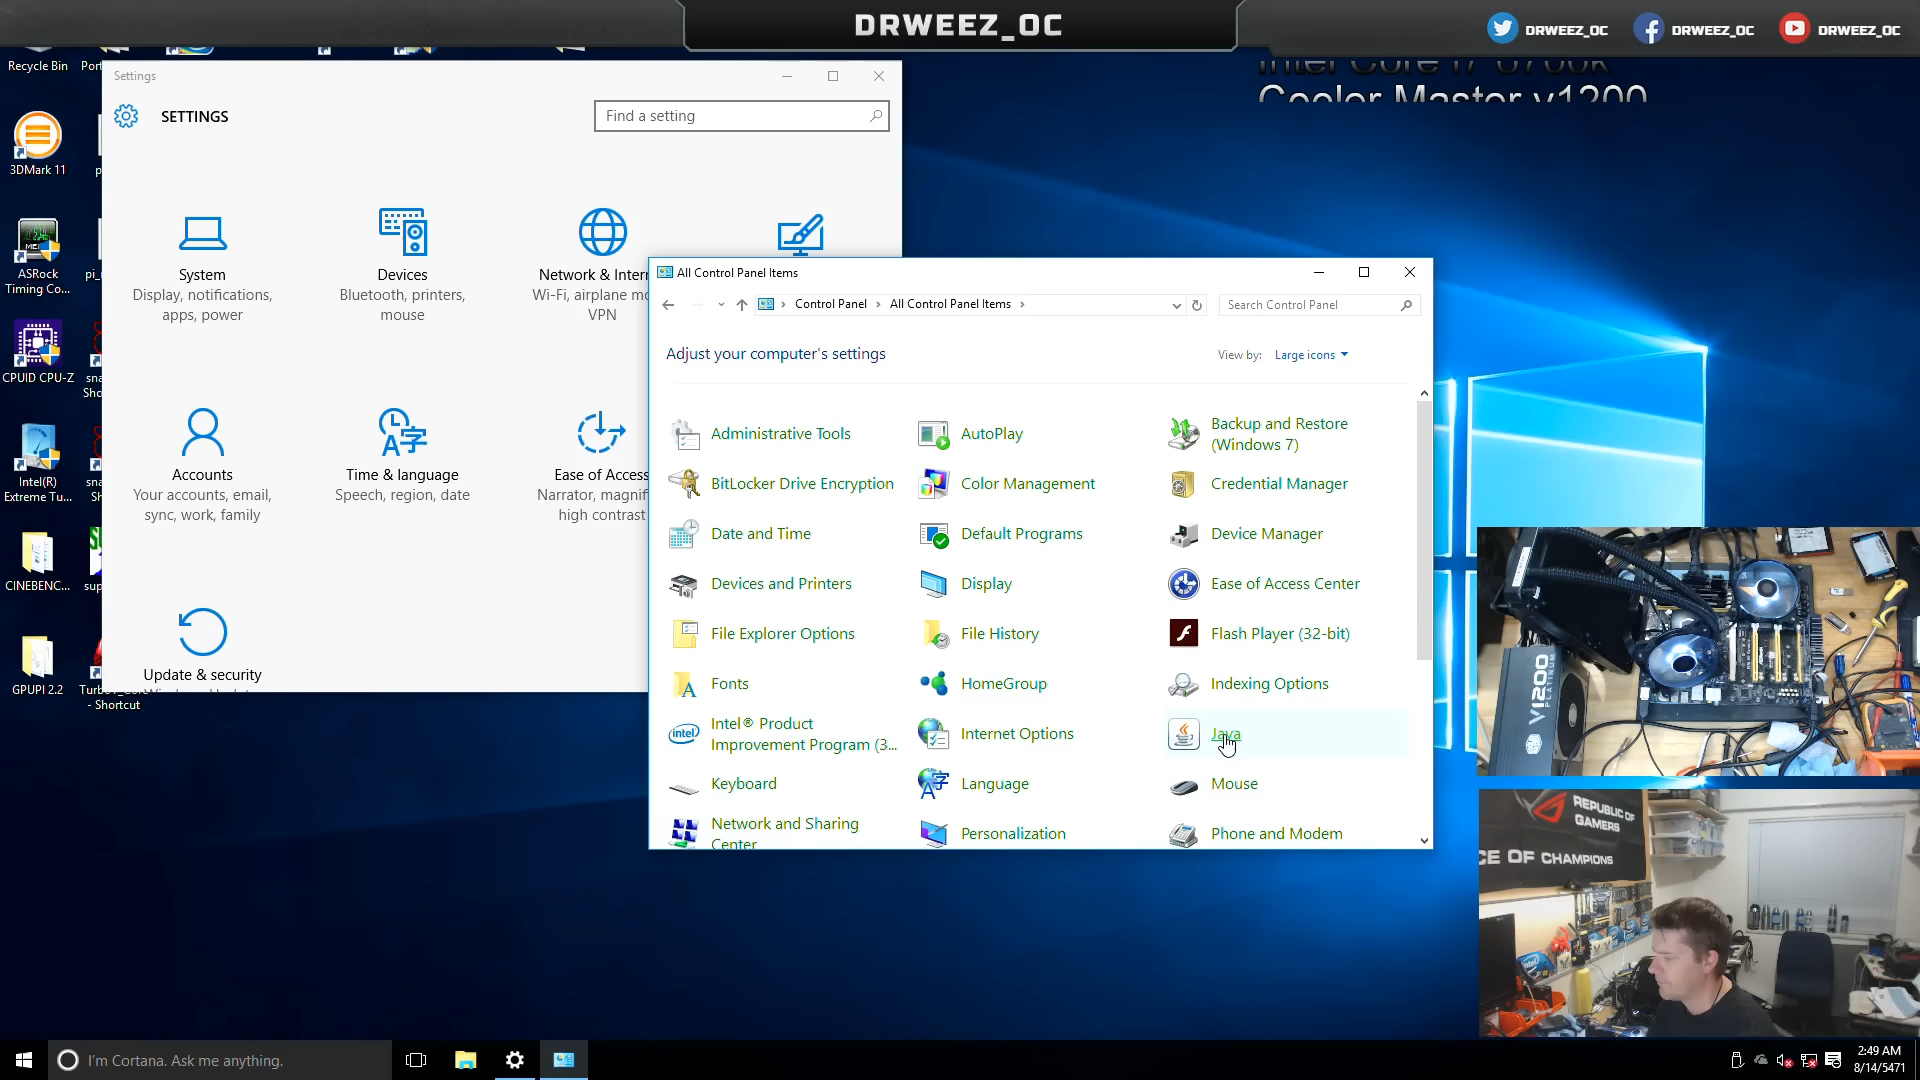 DRWEEZ_OC
DRWEEZ_OC
DRWEEZ_OC
DRWEEZ_OC
Intel Core i7 8700k
Cooler Master v1200
Recycle Bin
3DMark 11
ASRock
Timing Co...
CPUID CPU-Z
Intel(R)
Extreme Tu...
CINEBENC...
GPUPI 2.2
- Shortcut
Settings
SETTINGS
Find a setting
System
Display, notifications,
apps, power
Devices
Bluetooth, printers,
mouse
Network & Intern
Wi-Fi, airplane mo
VPN
Accounts
Your accounts, email,
sync, work, family
Time & language
Speech, region, date
Ease of Access
Narrator, magnif
high contrast
Update & security
All Control Panel Items
Control Panel
All Control Panel Items
Search Control Panel
Adjust your computer's settings
View by: Large icons
Administrative Tools
AutoPlay
Backup and Restore
(Windows 7)
BitLocker Drive Encryption
Color Management
Credential Manager
Date and Time
Default Programs
Device Manager
Devices and Printers
Display
Ease of Access Center
File Explorer Options
File History
Flash Player (32-bit)
Fonts
HomeGroup
Indexing Options
Intel® Product
Improvement Program (3...
Internet Options
Java
Keyboard
Language
Mouse
Network and Sharing
Center
Personalization
Phone and Modem
V1200
PLATINUM
REPUBLIC OF
GAMERS
CE OF CHAMPIONS
I'm Cortana. Ask me anything.
2:49 AM
8/14/5471